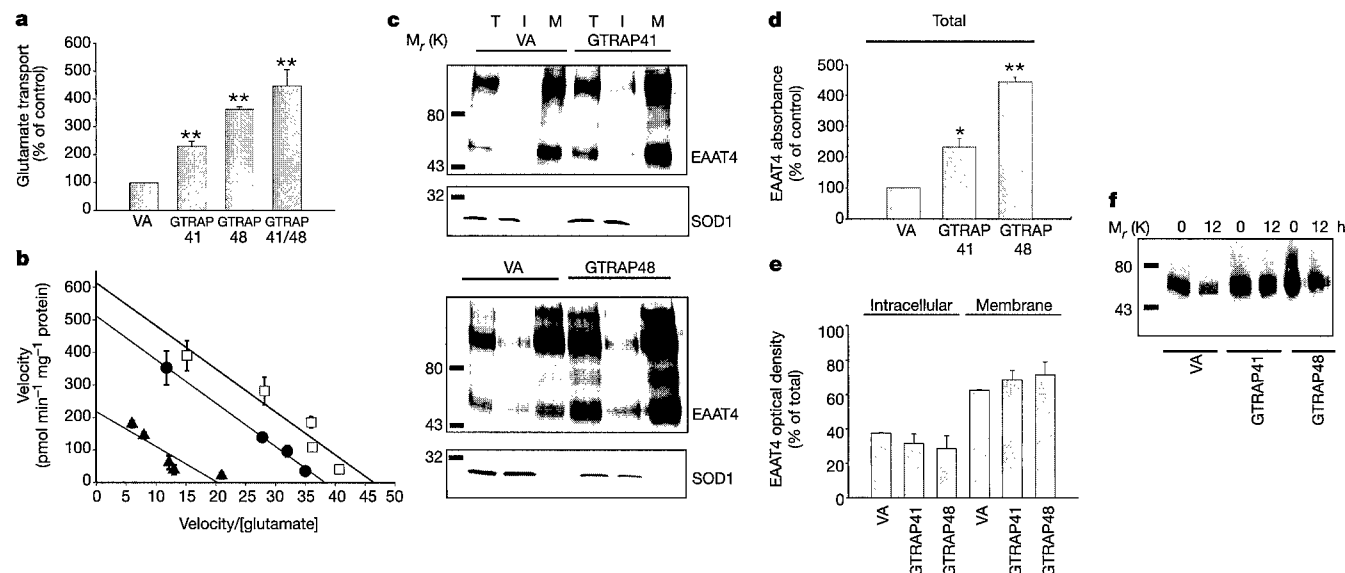 a
Glutamate transport
(% of control)
600
500
400
300
200
100
0
**
**
**
VA
GTRAP
41
GTRAP
48
GTRAP
41/48
b
Velocity
(pmol min⁻¹ mg⁻¹ protein)
600
500
400
300
200
100
0
0 5 10 15 20 25 30 35 40 45 50
Velocity/[glutamate]
c
T I M T I M
Mr (K) VA GTRAP41
80
43
EAAT4
32
SOD1
VA GTRAP48
80
43
EAAT4
32
SOD1
d
Total
EAAT4 absorbance
(% of control)
500
400
300
200
100
0
*
**
VA
GTRAP
41
GTRAP
48
e
Intracellular Membrane
EAAT4 optical density
(% of total)
100
80
60
40
20
0
VA
GTRAP41
GTRAP48
VA
GTRAP41
GTRAP48
f
Mr (K) 0 12 0 12 0 12 h
80
43
VA
GTRAP41
GTRAP48